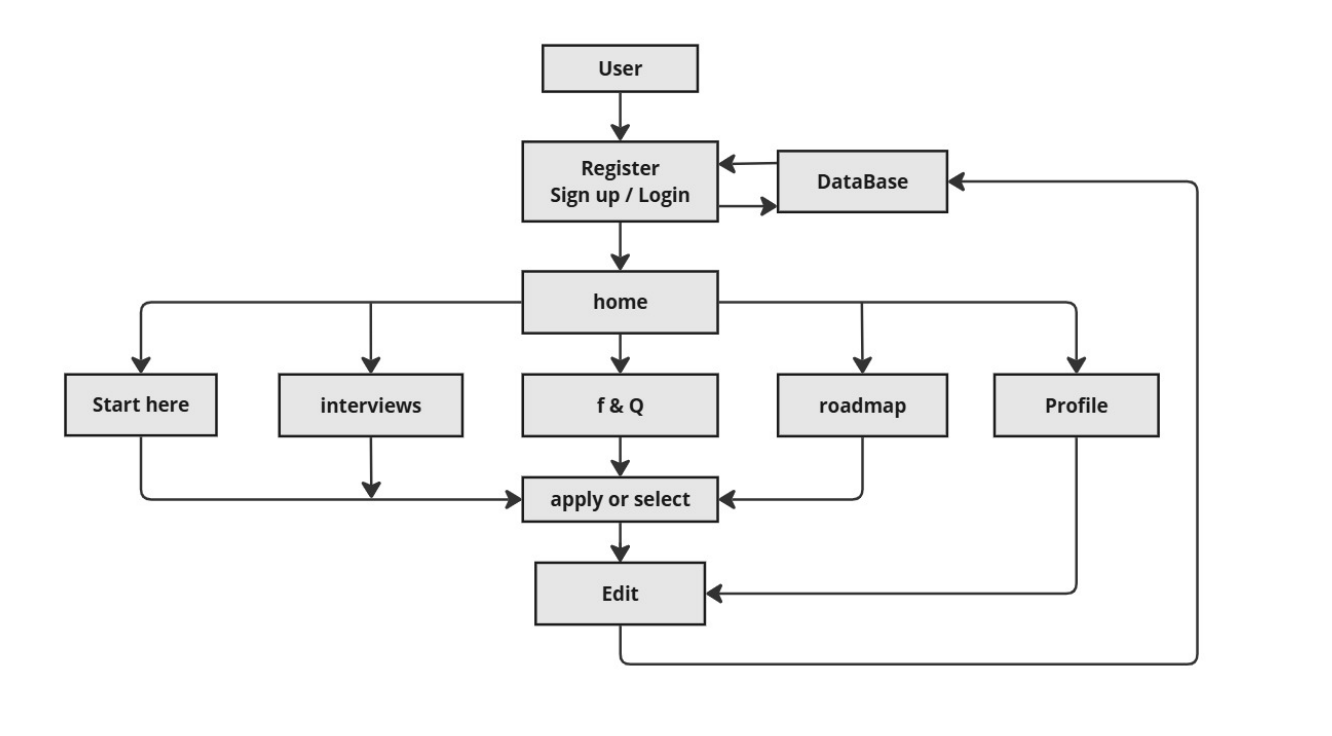 User
Register
Sign up / Login
DataBase
home
Start here
interviews
f & Q
roadmap
Profile
apply or select
Edit